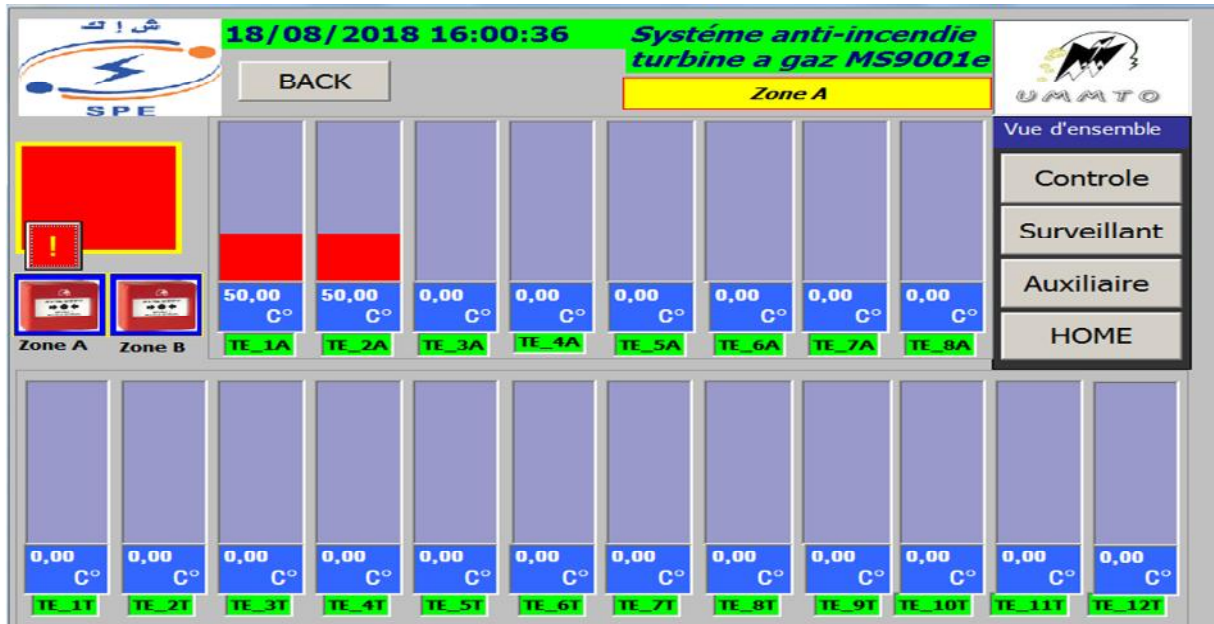 ش إ ك
SPE
18/08/2018 16:00:36
Systéme anti-incendie
turbine a gaz MS9001e
BACK
Zone A
UMMTO
Vue d'ensemble
Controle
Surveillant
Auxiliaire
HOME
!
Zone A
Zone B
50,00 50,00 0,00 0,00 0,00 0,00 0,00 0,00
C° C° C° C° C° C° C° C°
TE_1A TE_2A TE_3A TE_4A TE_5A TE_6A TE_7A TE_8A
0,00 0,00 0,00 0,00 0,00 0,00 0,00 0,00 0,00 0,00 0,00 0,00
C° C° C° C° C° C° C° C° C° C° C° C°
TE_1T TE_2T TE_3T TE_4T TE_5T TE_6T TE_7T TE_8T TE_9T TE_10T TE_11T TE_12T